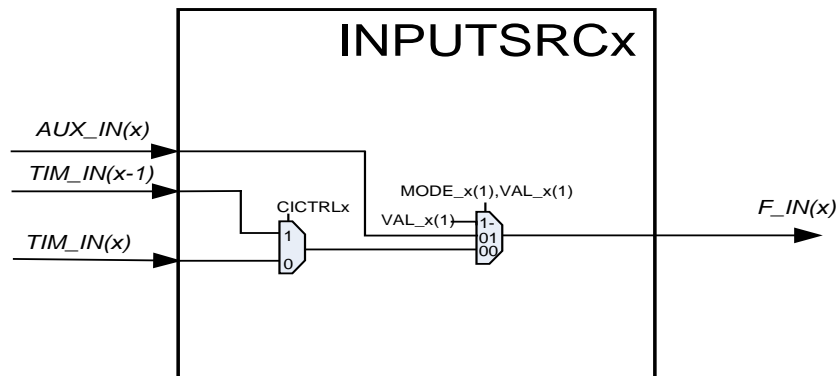 INPUTSRCx
AUX_IN(x)
TIM_IN(x-1)
MODE_x(1),VAL_x(1)
CICTRLx
VAL_x(1)
F_IN(x)
1-
1
01
00
TIM_IN(x)
0